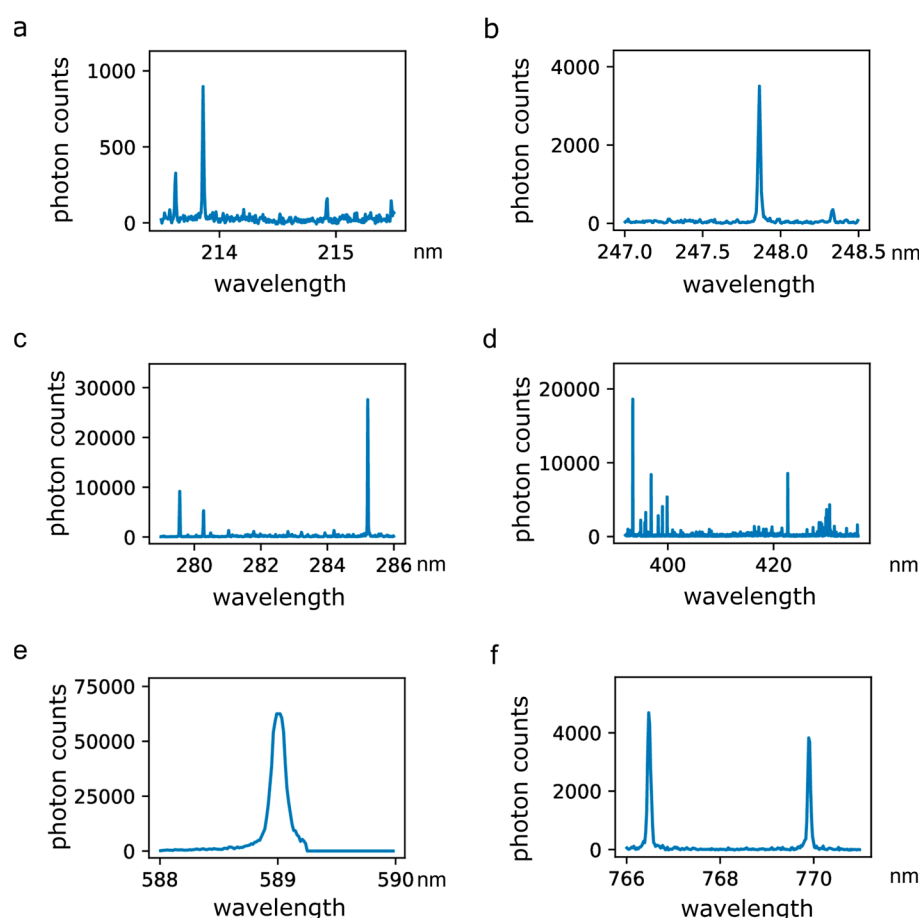 a
photon counts
1000
500
0
214
215
nm
wavelength
b
photon counts
4000
2000
0
247.0
247.5
248.0
248.5
nm
wavelength
c
photon counts
30000
20000
10000
0
280
282
284
286
nm
wavelength
d
photon counts
20000
10000
0
400
420
nm
wavelength
e
photon counts
75000
50000
25000
0
588
589
590
nm
wavelength
f
photon counts
4000
2000
0
766
768
770
nm
wavelength